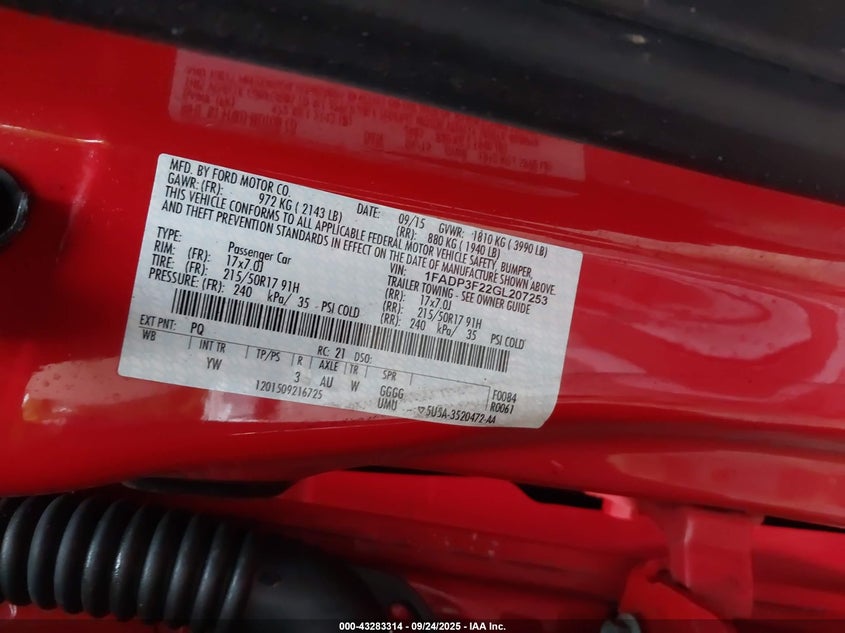 MFD. BY FORD MOTOR CO.
DATE: 09/15 GVWR: 1810 KG ( 3990 LB)
GAWR: (FR): 972 KG ( 2143 LB) (RR): 880 KG ( 1940 LB)
THIS VEHICLE CONFORMS TO ALL APPLICABLE FEDERAL MOTOR VEHICLE SAFETY, BUMPER,
AND THEFT PREVENTION STANDARDS IN EFFECT ON THE DATE OF MANUFACTURE SHOWN ABOVE.
VIN: 1FADP3F22GL207253
TYPE: Passenger Car TRAILER TOWING - SEE OWNER GUIDE
RIM: (FR): 17x7.0J (RR): 17x7.0J
TIRE: (FR): 215/50R17 91H (RR): 215/50R17 91H
PRESSURE: (FR): 240 kPa/ 35 - PSI COLD (RR): 240 kPa/ 35 PSI COLD
EXT PNT: PQ RC: 21 DSO:
WB INT TR TP/PS R AXLE TR SPR F0084
YW 3 AU W GGGG R0061
1201509216725 UMU 5U5A-3520472-AA
000-43283314 - 09/24/2025 - IAA Inc.